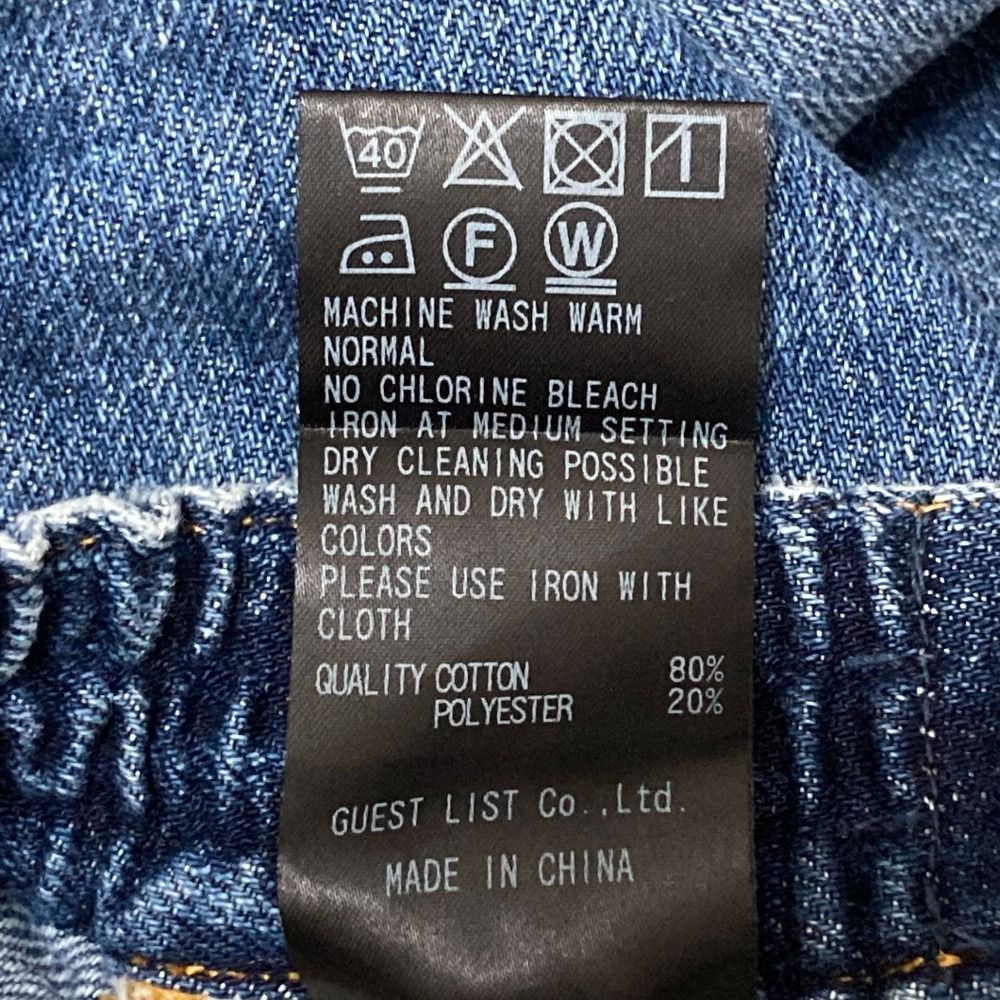 40
F W
MACHINE WASH WARM
NORMAL
NO CHLORINE BLEACH
IRON AT MEDIUM SETTING
DRY CLEANING POSSIBLE
WASH AND DRY WITH LIKE
COLORS
PLEASE USE IRON WITH
CLOTH
QUALITY COTTON 80%
POLYESTER 20%
GUEST LIST Co.,Ltd.
MADE IN CHINA